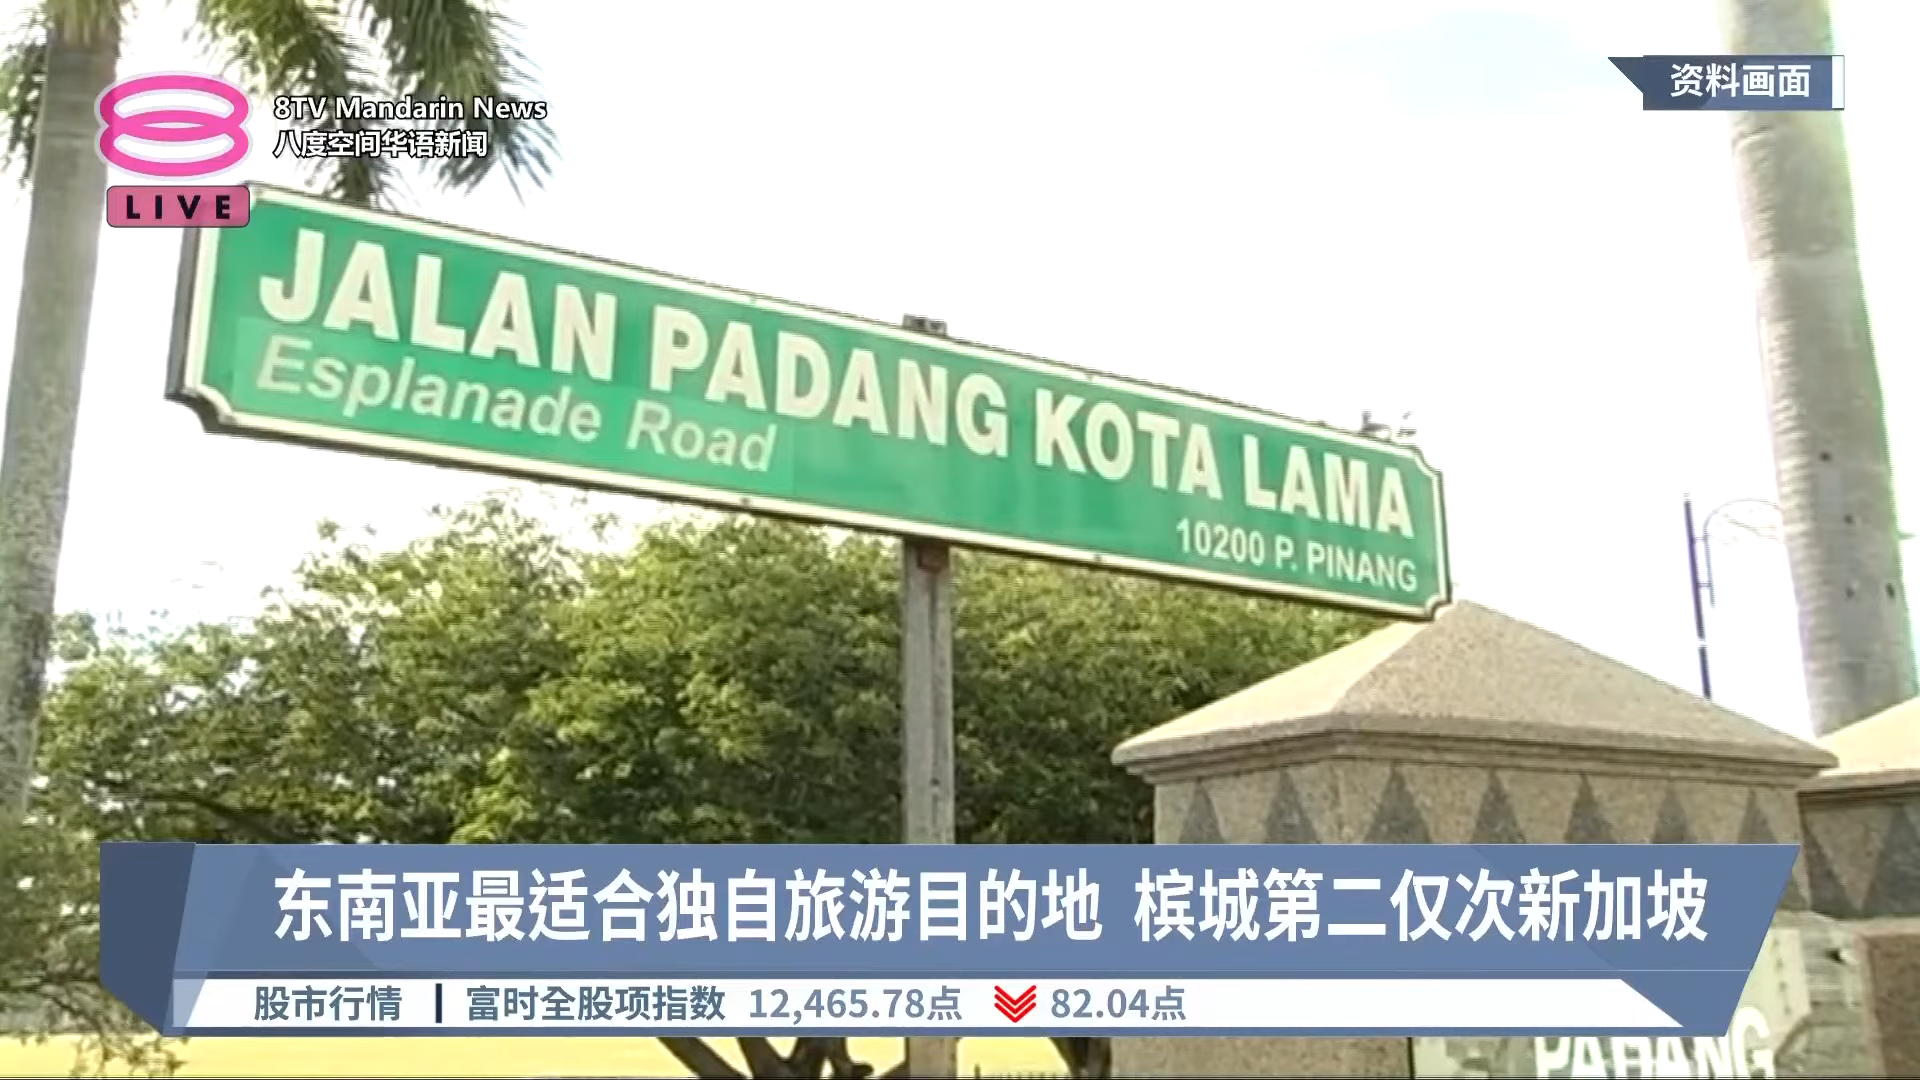 资料画面
8TV Mandarin News
八度空间华语新闻
LIVE
JALAN PADANG KOTA LAMA
Esplanade Road
10200 P. PINANG
东南亚最适合独自旅游目的地 槟城第二仅次新加坡
股市行情 | 富时全股项指数 12,465.78点 82.04点
PADANG